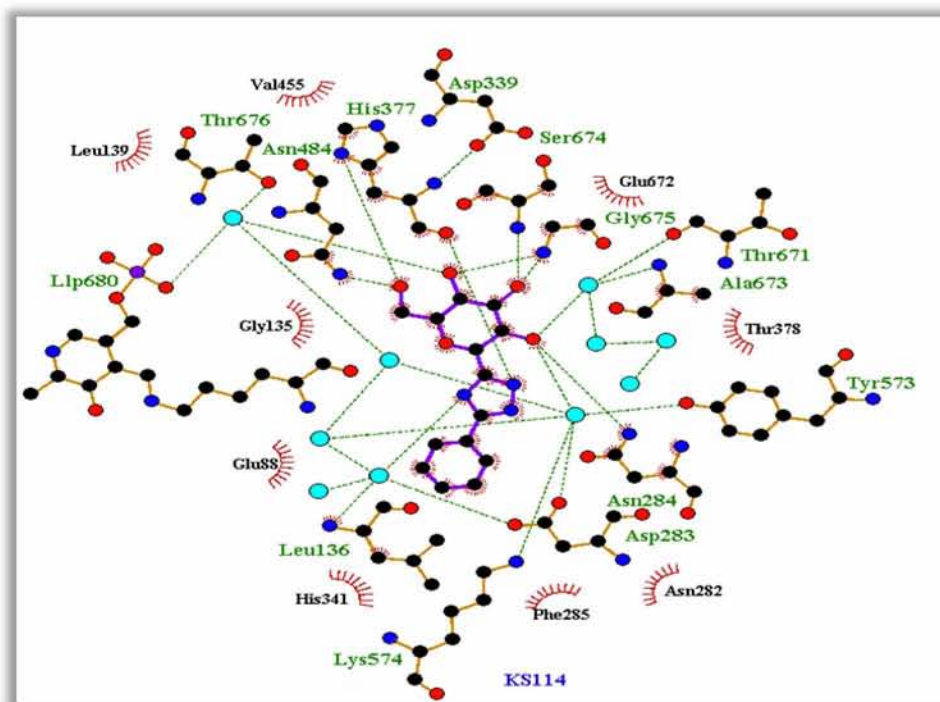 Asp339
Val455
His377
Thr676
Ser674
Leu139
Asn484
Glu672
Gly675
Thr671
Llp680
Ala673
Gly135
Thr378
Tyr573
Glu88
Asn284
Leu136
Asp283
His341
Asn282
Phe285
Lys574
KS114